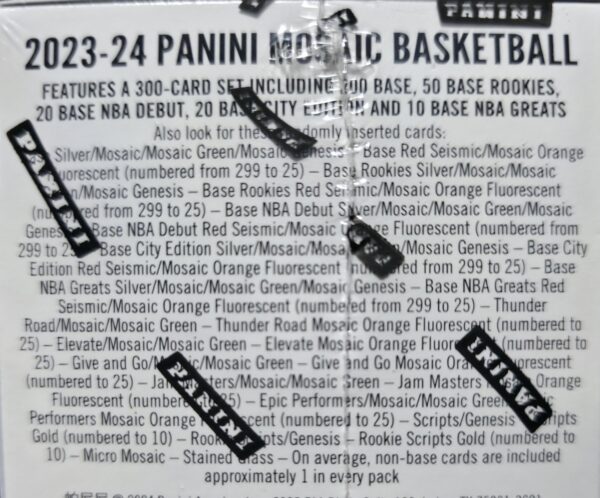 PANINI
2023-24 PANINI MOSAIC BASKETBALL
FEATURES A 300-CARD SET INCLUDING 200 BASE, 50 BASE ROOKIES,
20 BASE NBA DEBUT, 20 BASE CITY EDITION AND 10 BASE NBA GREATS
Also look for these randomly inserted cards:
Silver/Mosaic/Mosaic Green/Mosaic Genesis – Base Red Seismic/Mosaic Orange
Fluorescent (numbered from 299 to 25) – Base Rookies Silver/Mosaic/Mosaic
Green/Mosaic Genesis – Base Rookies Red Seismic/Mosaic Orange Fluorescent
(numbered from 299 to 25) – Base NBA Debut Silver/Mosaic/Mosaic Green/Mosaic
Genesis – Base NBA Debut Red Seismic/Mosaic Orange Fluorescent (numbered from
299 to 25) – Base City Edition Silver/Mosaic/Mosaic Green/Mosaic Genesis – Base City
Edition Red Seismic/Mosaic Orange Fluorescent (numbered from 299 to 25) – Base
NBA Greats Silver/Mosaic/Mosaic Green/Mosaic Genesis – Base NBA Greats Red
Seismic/Mosaic Orange Fluorescent (numbered from 299 to 25) – Thunder
Road/Mosaic/Mosaic Green – Thunder Road Mosaic Orange Fluorescent (numbered to
25) – Elevate/Mosaic/Mosaic Green – Elevate Mosaic Orange Fluorescent (numbered to
25) – Give and Go/Mosaic/Mosaic Green – Give and Go Mosaic Orange Fluorescent
(numbered to 25) – Jam Masters/Mosaic/Mosaic Green – Jam Masters Mosaic Orange
Fluorescent (numbered to 25) – Epic Performers/Mosaic/Mosaic Green – Epic
Performers Mosaic Orange Fluorescent (numbered to 25) – Scripts/Genesis – Scripts
Gold (numbered to 10) – Rookie Scripts/Genesis – Rookie Scripts Gold (numbered to
10) – Micro Mosaic – Stained Glass – On average, non-base cards are included
approximately 1 in every pack
PANINI
PANINI
PANINI